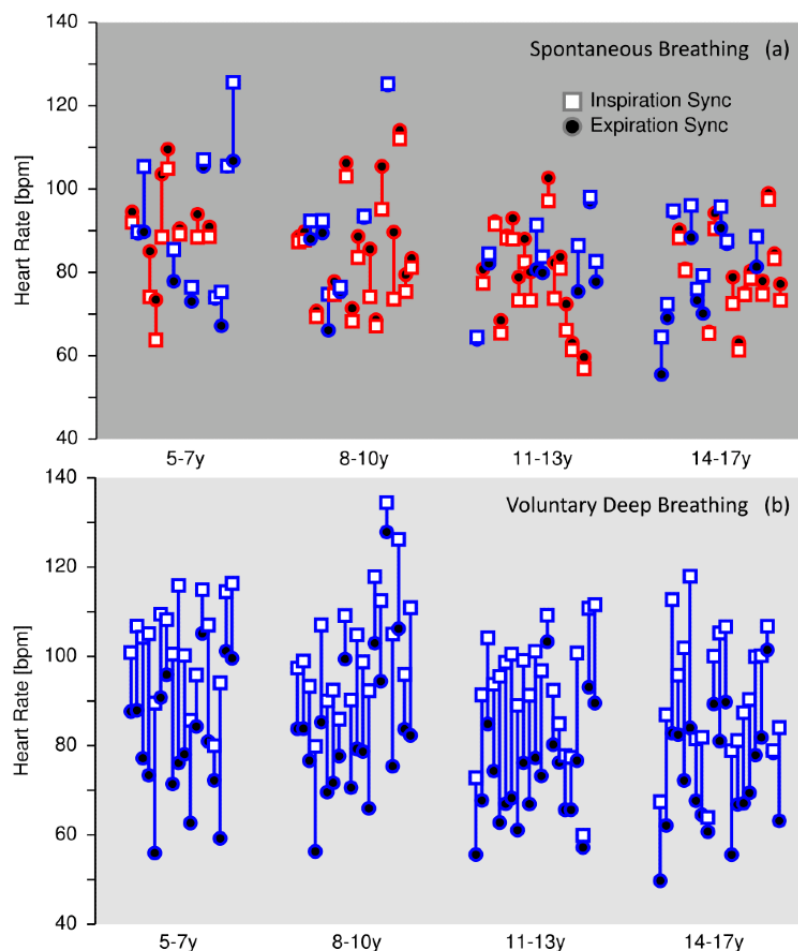 140
Spontaneous Breathing (a)
120
Inspiration Sync
Expiration Sync
100
Heart Rate [bpm]
80
60
40
5-7y 8-10y 11-13y 14-17y
140
Voluntary Deep Breathing (b)
120
100
Heart Rate [bpm]
80
60
40
5-7y 8-10y 11-13y 14-17y